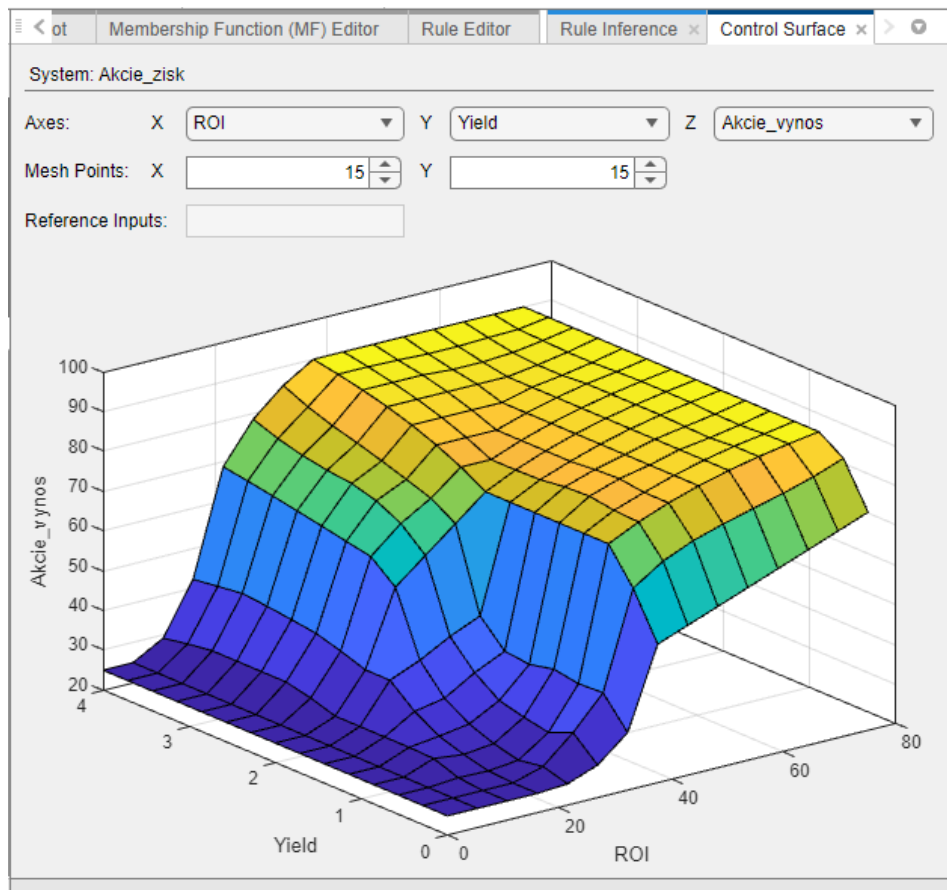 ot Membership Function (MF) Editor Rule Editor Rule Inference × Control Surface ×
System: Akcie_zisk
Axes: X ROI Y Yield Z Akcie_vynos
Mesh Points: X 15 Y 15
Reference Inputs:
100
90
80
70
60
50
40
30
20
Akcie_vynos
4
3
2
1
0
Yield
0
20
40
60
80
ROI